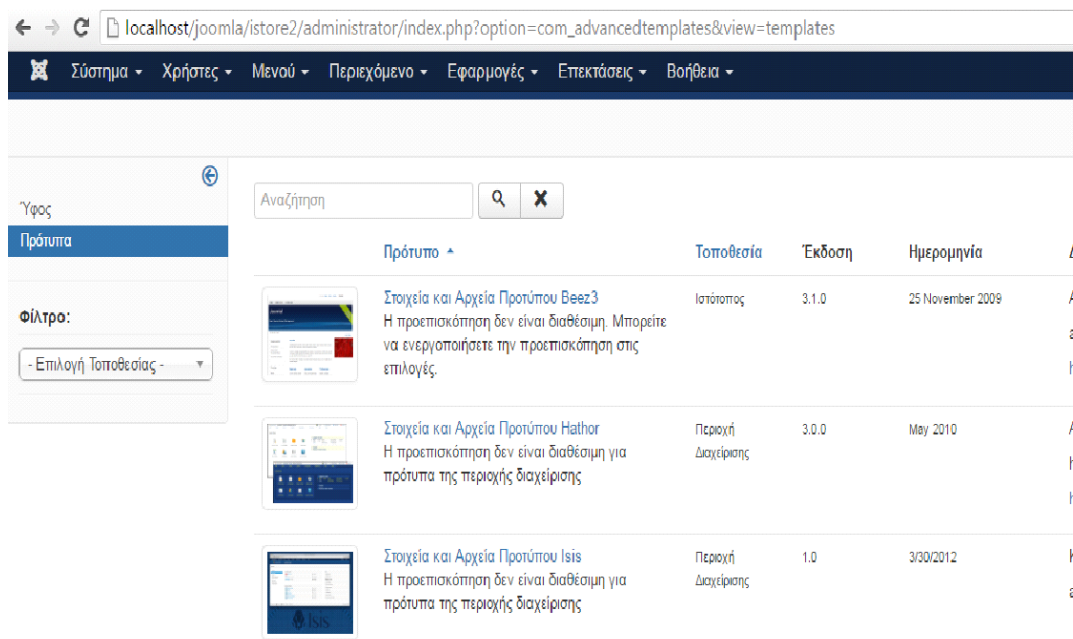 localhost/joomla/istore2/administrator/index.php?option=com_advancedtemplates&view=templates
Σύστημα Χρήστες Μενού Περιεχόμενο Εφαρμογές Επεκτάσεις Βοήθεια
Ύφος
Πρότυπα
Φίλτρο:
- Επιλογή Τοποθεσίας -
Αναζήτηση
Πρότυπο Τοποθεσία Έκδοση Ημερομηνία
Στοιχεία και Αρχεία Προτύπου Beez3 Ιστότοπος 3.1.0 25 November 2009
Η προεπισκόπηση δεν είναι διαθέσιμη. Μπορείτε
να ενεργοποιήσετε την προεπισκόπηση στις
επιλογές.
Στοιχεία και Αρχεία Προτύπου Hathor Περιοχή 3.0.0 May 2010
Η προεπισκόπηση δεν είναι διαθέσιμη για Διαχείρισης
πρότυπα της περιοχής διαχείρισης
Στοιχεία και Αρχεία Προτύπου Isis Περιοχή 1.0 3/30/2012
Η προεπισκόπηση δεν είναι διαθέσιμη για Διαχείρισης
πρότυπα της περιοχής διαχείρισης
Isis